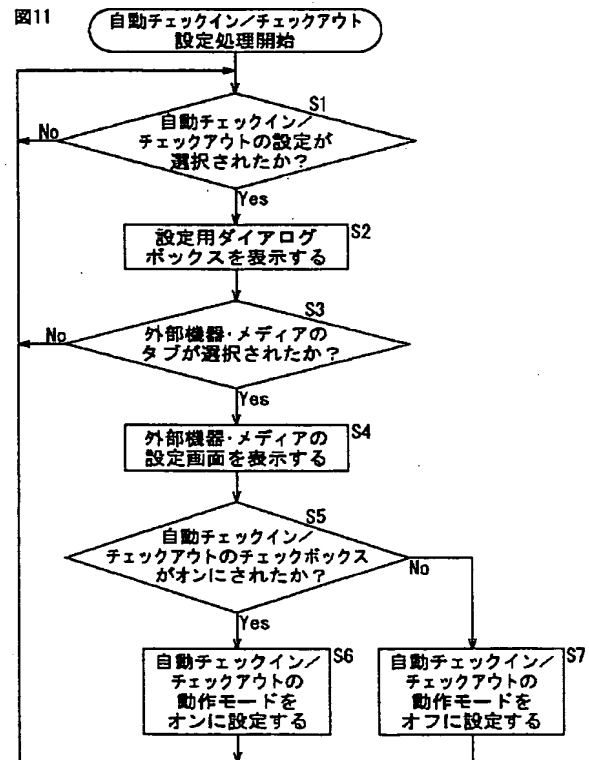 図11
自動チェックイン/チェックアウト
設定処理開始
S1
自動チェックイン/
チェックアウトの設定が
選択されたか?
No
Yes
S2
設定用ダイアログ
ボックスを表示する
S3
外部機器・メディアの
タブが選択されたか?
No
Yes
S4
外部機器・メディアの
設定画面を表示する
S5
自動チェックイン/
チェックアウトのチェックボックス
がオンにされたか?
No
Yes
S6
自動チェックイン/
チェックアウトの
動作モードを
オンに設定する
S7
自動チェックイン/
チェックアウトの
動作モードを
オフに設定する